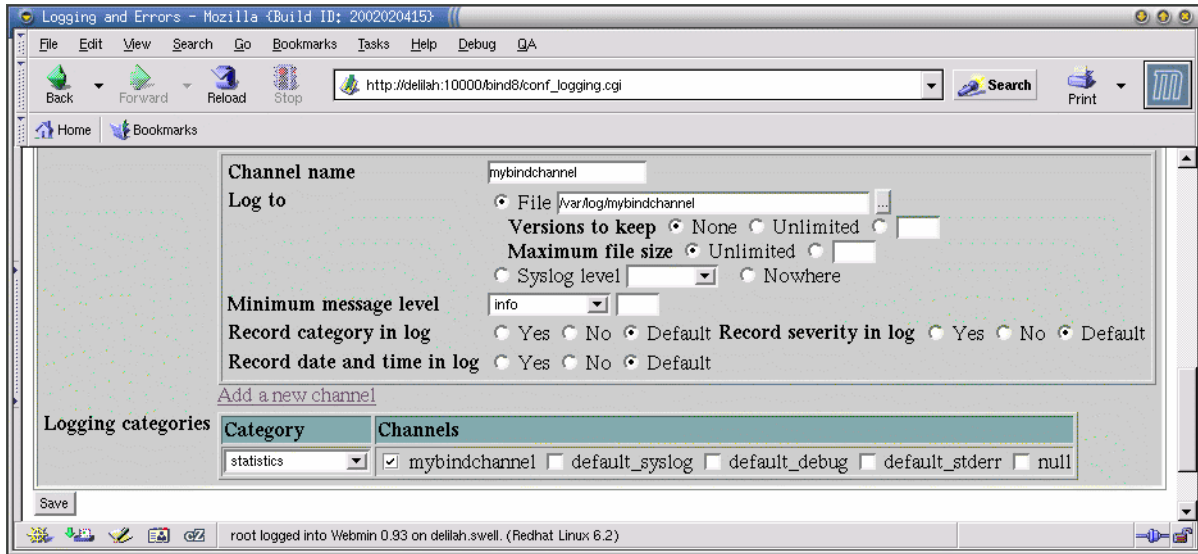 Logging and Errors - Mozilla {Build ID: 2002020415}
File Edit View Search Go Bookmarks Tasks Help Debug QA
Back Forward Reload Stop http://delilah:10000/bind8/conf_logging.cgi Search Print
Home Bookmarks
Channel name mybindchannel
Log to File /var/log/mybindchannel ...
Versions to keep None Unlimited
Maximum file size Unlimited
Syslog level Nowhere
Minimum message level info
Record category in log Yes No Default Record severity in log Yes No Default
Record date and time in log Yes No Default
Add a new channel
Logging categories Category Channels
statistics mybindchannel default_syslog default_debug default_stderr null
Save
root logged into Webmin 0.93 on delilah.swell. (Redhat Linux 6.2)